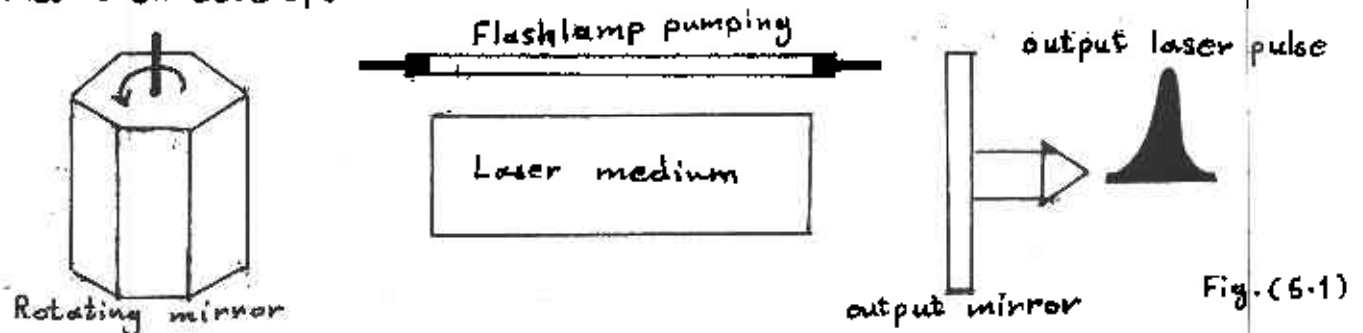 Flashlamp pumping
output laser pulse
Laser medium
Rotating mirror
output mirror
Fig.(5.1)